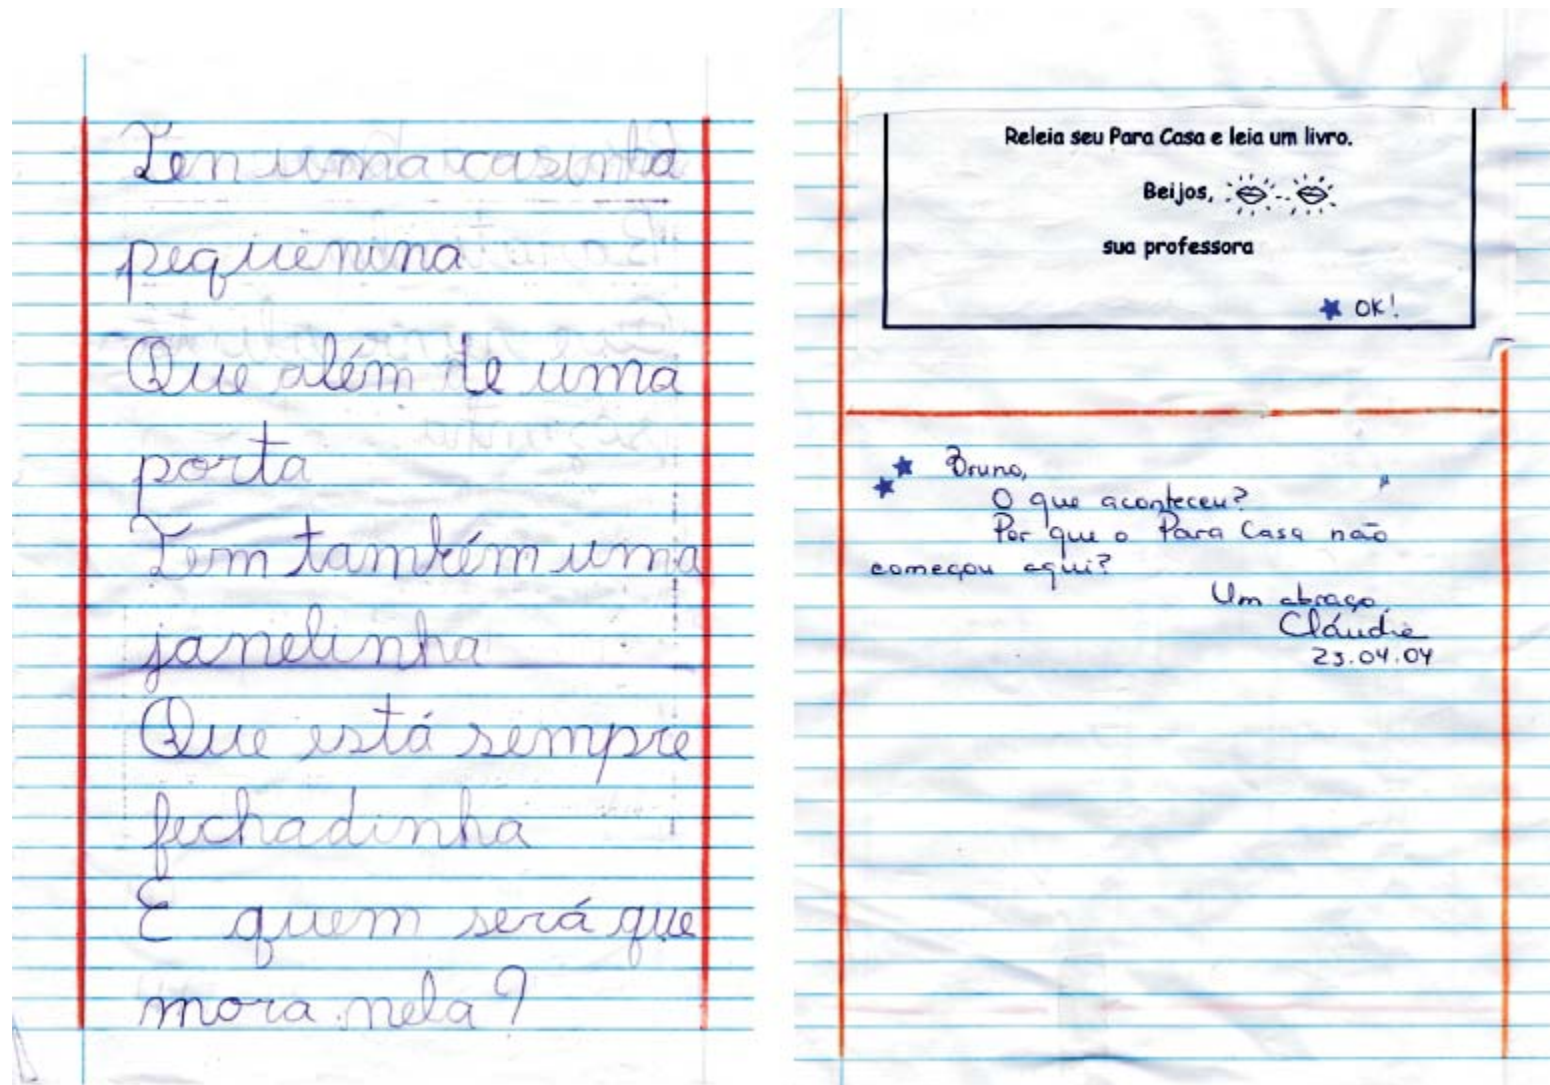 Ten uma casinha
pequenina
Que além de uma
porta
Tem também uma
janelinha
Que está sempre
fechadinha
E quem será que
mora nela?
Releia seu Para Casa e leia um livro.
Beijos,
sua professora
OK!
Bruno,
O que aconteceu?
Por que o Para Casa não
começou aqui?
Um abraço,
Cláudia
23.04.04